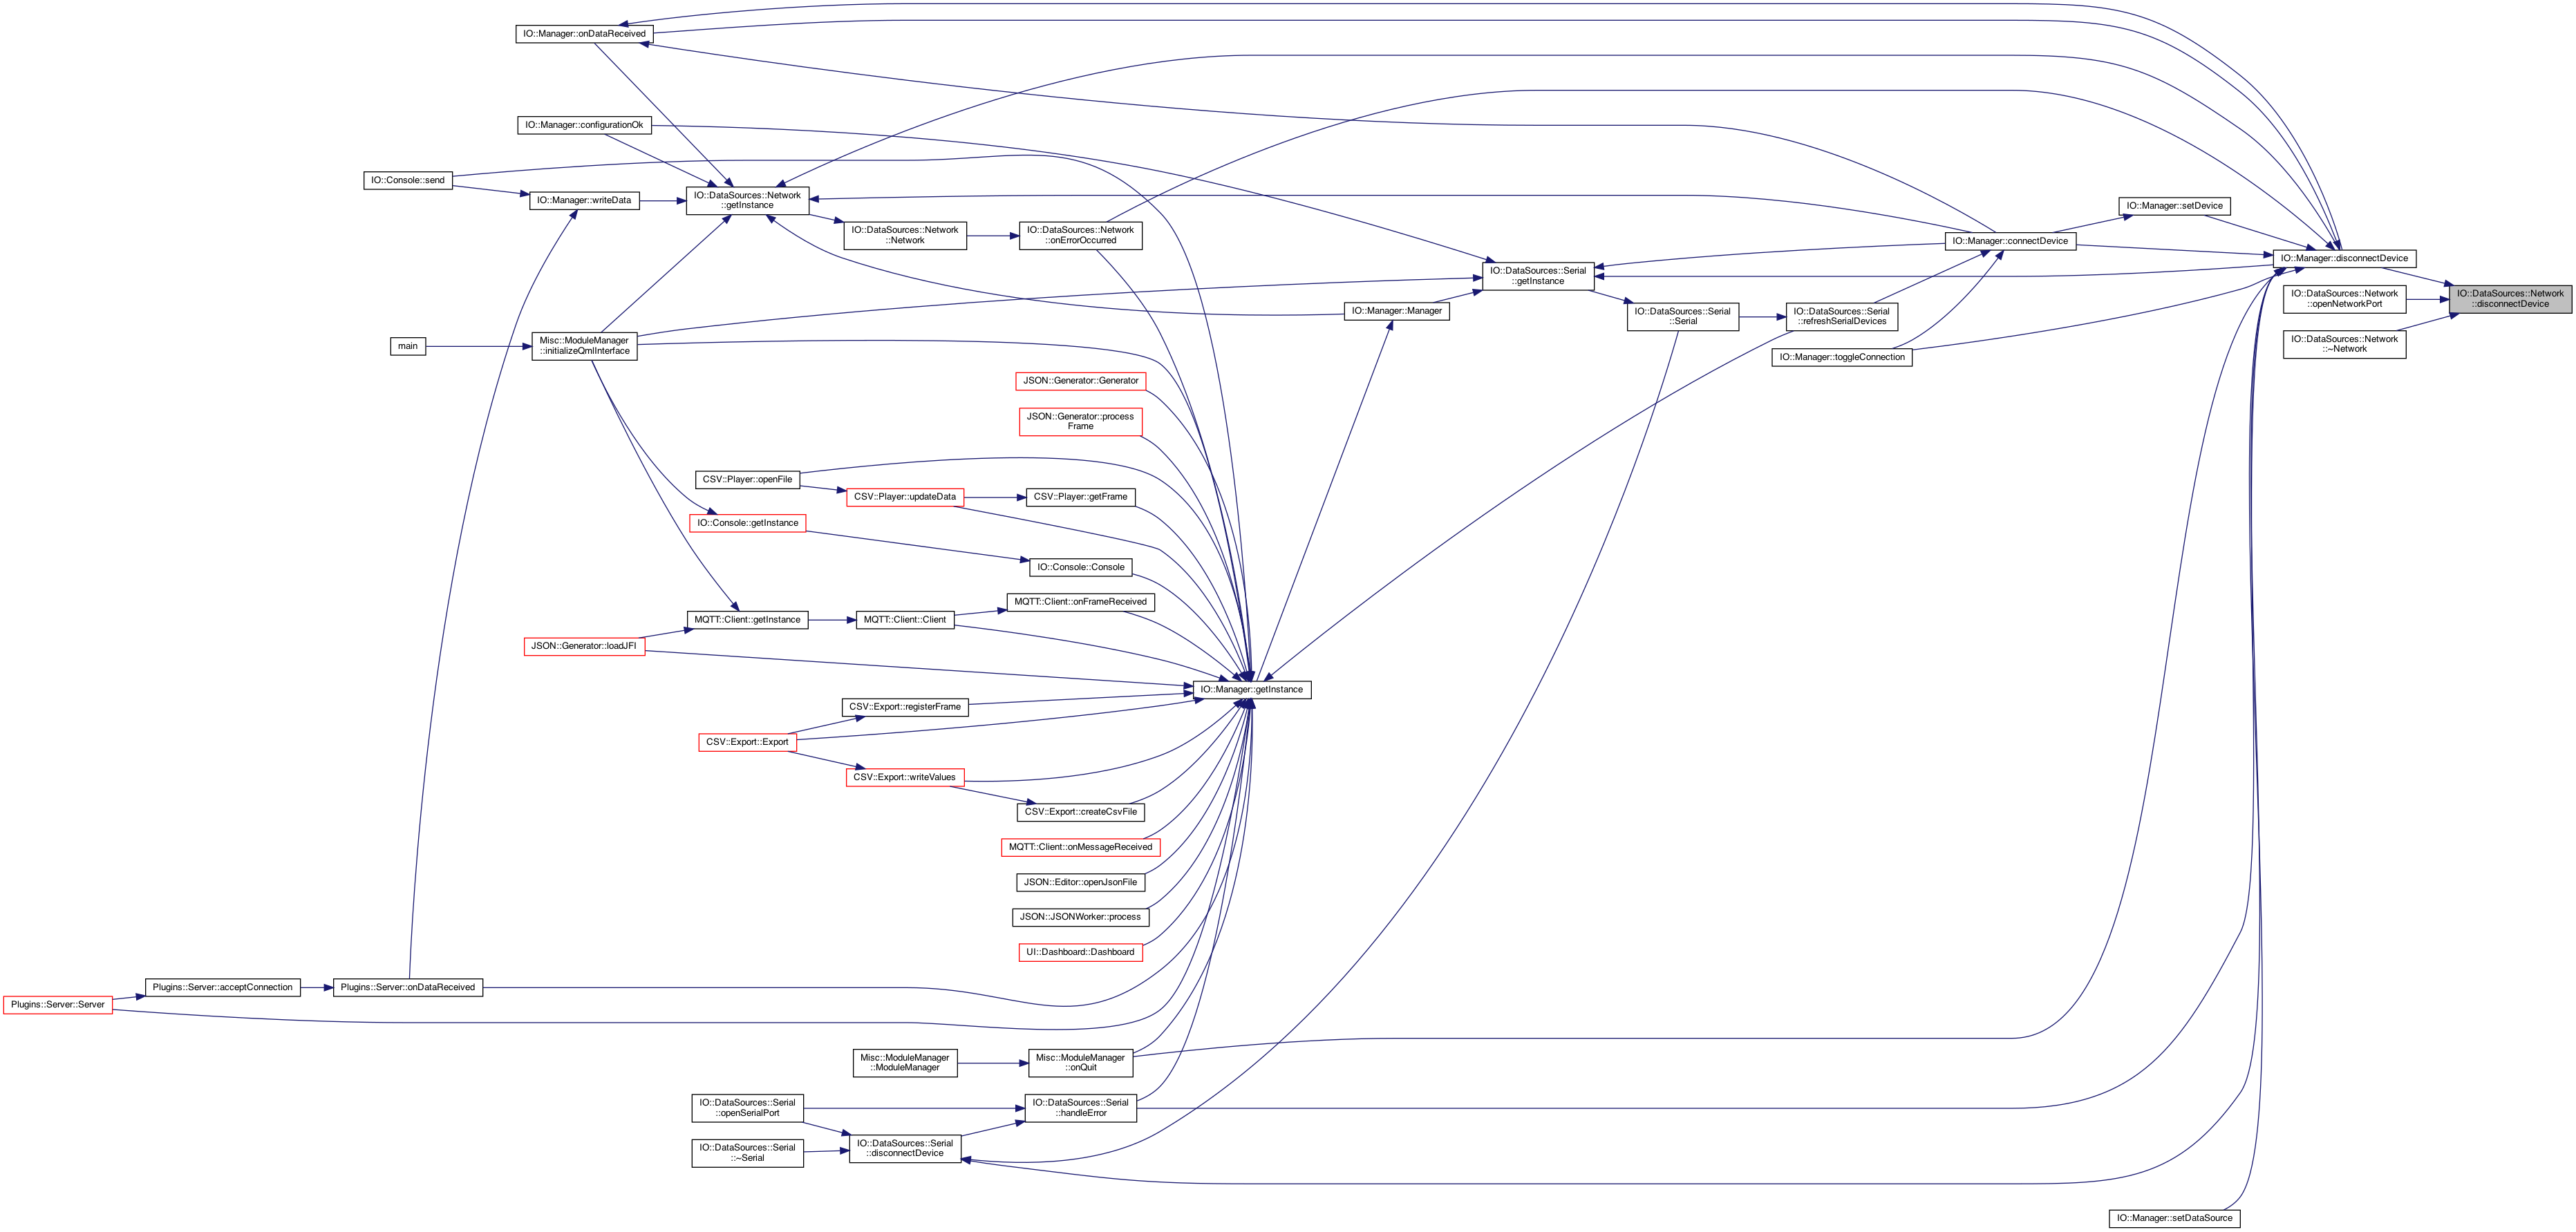 IO::Manager::onDataReceived
IO::Manager::configurationOk
IO::Console::send
IO::Manager::writeData
IO::DataSources::Network
::getInstance
IO::DataSources::Network
::Network
IO::DataSources::Network
::onErrorOccurred
IO::Manager::setDevice
IO::Manager::connectDevice
IO::Manager::disconnectDevice
IO::DataSources::Serial
::getInstance
IO::DataSources::Network
::openNetworkPort
IO::DataSources::Network
::disconnectDevice
IO::Manager::Manager
IO::DataSources::Serial
::Serial
IO::DataSources::Serial
::refreshSerialDevices
IO::DataSources::Network
::~Network
main
Misc::ModuleManager
::initializeQmlInterface
IO::Manager::toggleConnection
JSON::Generator::Generator
JSON::Generator::process
Frame
CSV::Player::openFile
CSV::Player::updateData
CSV::Player::getFrame
IO::Console::getInstance
IO::Console::Console
MQTT::Client::onFrameReceived
MQTT::Client::getInstance
MQTT::Client::Client
JSON::Generator::loadJFI
IO::Manager::getInstance
CSV::Export::registerFrame
CSV::Export::Export
CSV::Export::writeValues
CSV::Export::createCsvFile
MQTT::Client::onMessageReceived
JSON::Editor::openJsonFile
JSON::JSONWorker::process
UI::Dashboard::Dashboard
Plugins::Server::acceptConnection
Plugins::Server::onDataReceived
Plugins::Server::Server
Misc::ModuleManager
::ModuleManager
Misc::ModuleManager
::onQuit
IO::DataSources::Serial
::openSerialPort
IO::DataSources::Serial
::handleError
IO::DataSources::Serial
::~Serial
IO::DataSources::Serial
::disconnectDevice
IO::Manager::setDataSource